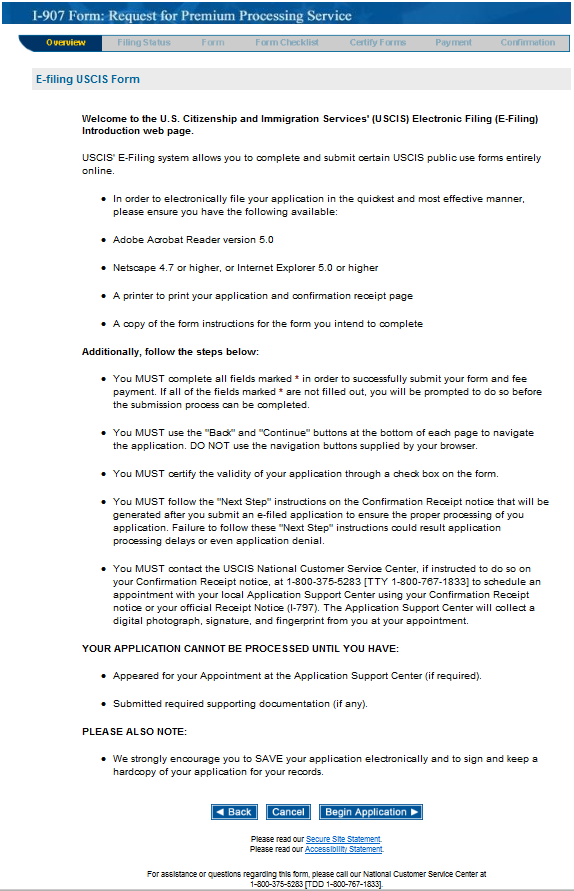 I-907 Form: Request for Premium Processing Service
Overview Filing Status Form Form Checklist Certify Forms Payment Confirmation
E-filing USCIS Form
Welcome to the U.S. Citizenship and Immigration Services' (USCIS) Electronic Filing (E-Filing)
Introduction web page.
USCIS' E-Filing system allows you to complete and submit certain USCIS public use forms entirely
online.
• In order to electronically file your application in the quickest and most effective manner,
please ensure you have the following available:
• Adobe Acrobat Reader version 5.0
• Netscape 4.7 or higher, or Internet Explorer 5.0 or higher
• A printer to print your application and confirmation receipt page
• A copy of the form instructions for the form you intend to complete
Additionally, follow the steps below:
• You MUST complete all fields marked * in order to successfully submit your form and fee
payment. If all of the fields marked * are not filled out, you will be prompted to do so before
the submission process can be completed.
• You MUST use the "Back" and "Continue" buttons at the bottom of each page to navigate
the application. DO NOT use the navigation buttons supplied by your browser.
• You MUST certify the validity of your application through a check box on the form.
• You MUST follow the "Next Step" instructions on the Confirmation Receipt notice that will be
generated after you submit an e-filed application to ensure the proper processing of you
application. Failure to follow these "Next Step" instructions could result application
processing delays or even application denial.
• You MUST contact the USCIS National Customer Service Center, if instructed to do so on
your Confirmation Receipt notice, at 1-800-375-5283 [TTY 1-800-767-1833] to schedule an
appointment with your local Application Support Center using your Confirmation Receipt
notice or your official Receipt Notice (I-797). The Application Support Center will collect a
digital photograph, signature, and fingerprint from you at your appointment.
YOUR APPLICATION CANNOT BE PROCESSED UNTIL YOU HAVE:
• Appeared for your Appointment at the Application Support Center (if required).
• Submitted required supporting documentation (if any).
PLEASE ALSO NOTE:
• We strongly encourage you to SAVE your application electronically and to sign and keep a
hardcopy of your application for your records.
◄ Back Cancel Begin Application ►
Please read our Secure Site Statement.
Please read our Accessibility Statement.
For assistance or questions regarding this form, please call our National Customer Service Center at
1-800-375-5283 [TDD 1-800-767-1833].